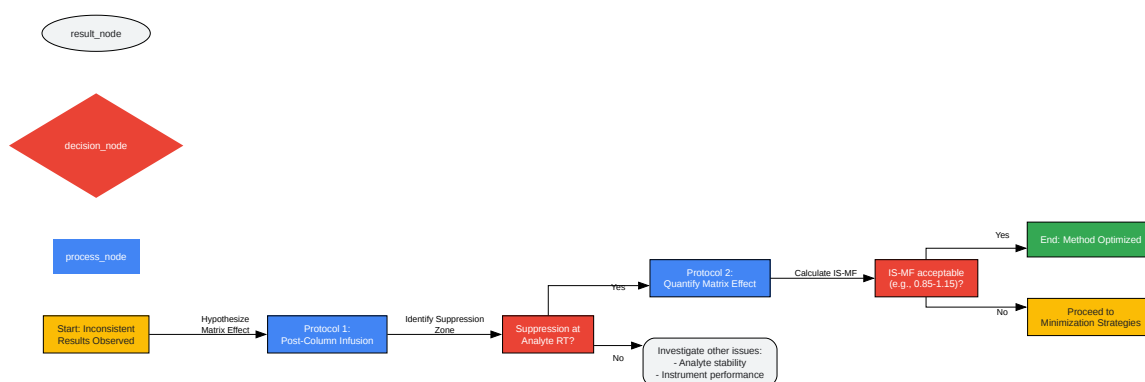 result_node
decision_node
process_node
Start: Inconsistent
Results Observed
Hypothesize
Matrix Effect
Protocol 1:
Post-Column Infusion
Identify Suppression
Zone
Suppression at
Analyte RT?
Yes
No
Protocol 2:
Quantify Matrix Effect
Investigate other issues:
- Analyte stability
- Instrument performance
Calculate IS-MF
IS-MF acceptable
(e.g., 0.85-1.15)?
Yes
No
End: Method Optimized
Proceed to
Minimization Strategies